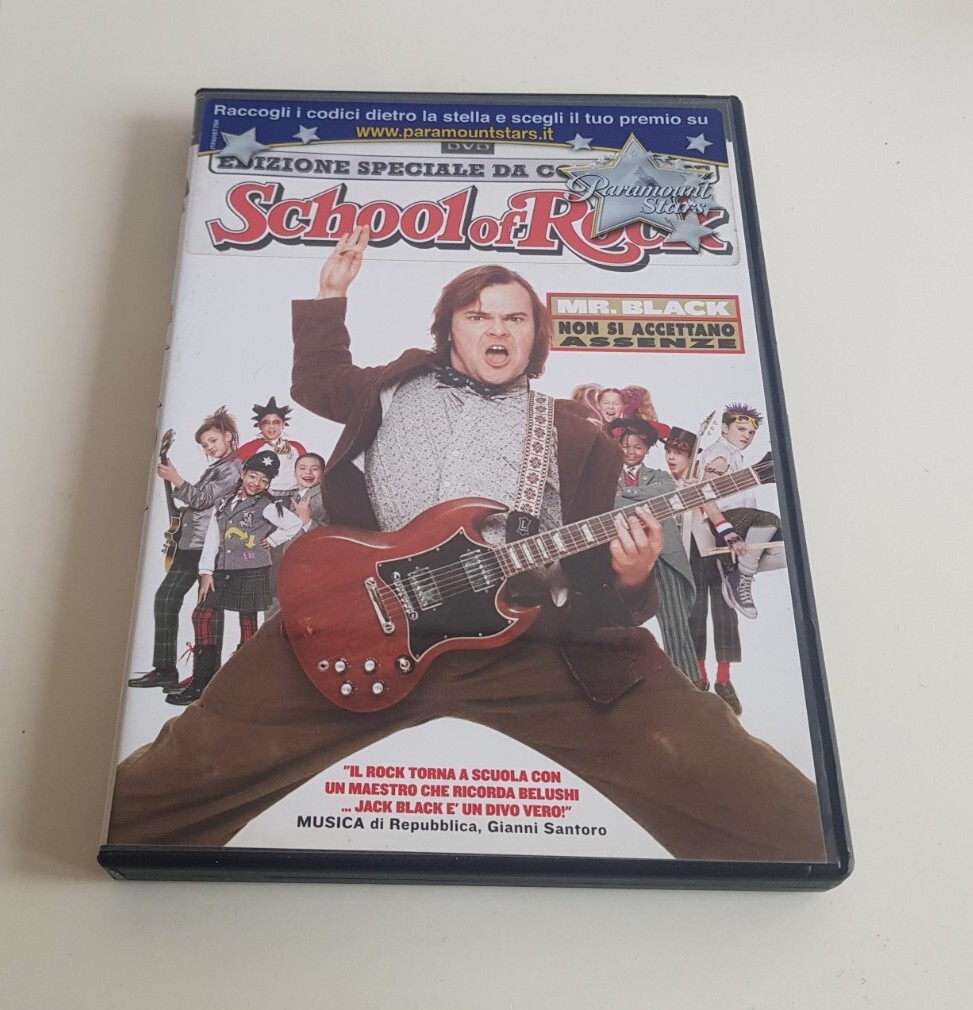 Raccogli i codici dietro la stella e scegli il tuo premio su
www.paramountstars.it
DVD
EDIZIONE SPECIALE DA
Paramount
Stars
School of Rock
MR. BLACK
NON SI ACCETTANO
ASSENZE
"IL ROCK TORNA A SCUOLA CON
UN MAESTRO CHE RICORDA BELUSHI
... JACK BLACK E' UN DIVO VERO!"
MUSICA di Repubblica, Gianni Santoro